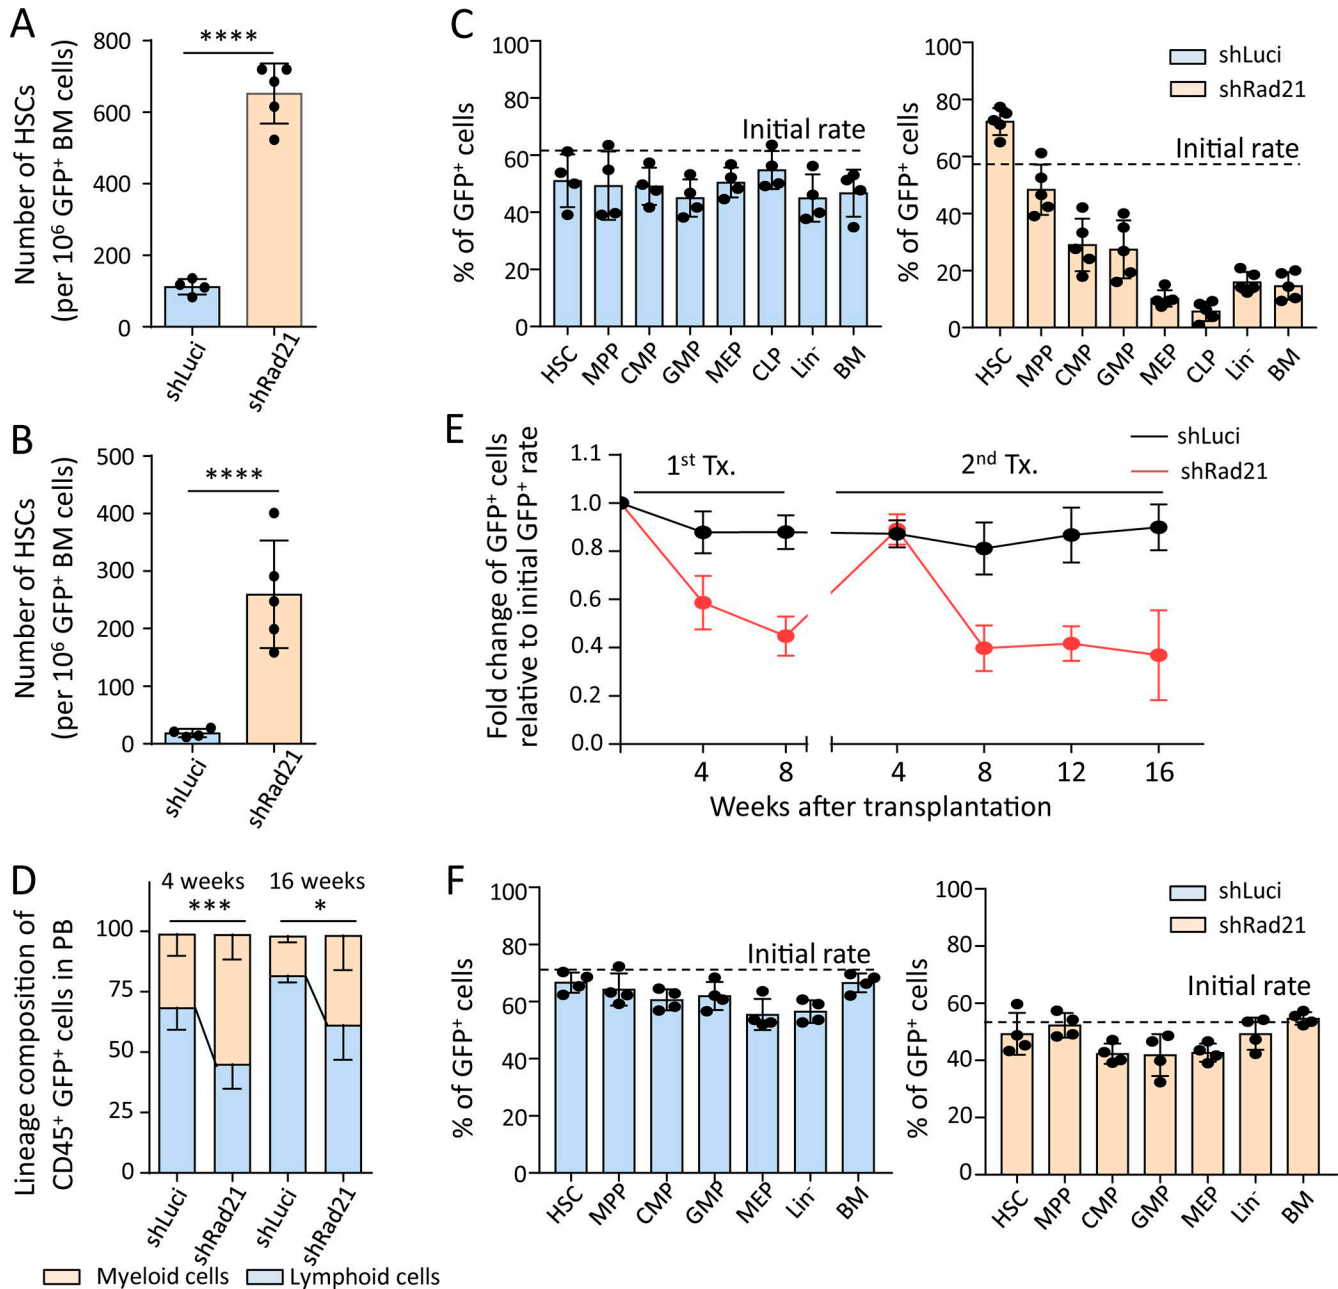 A
Number of HSCs
(per 10⁶ GFP⁺ BM cells)
800
600
400
200
0
****
shLuci
shRad21
C
% of GFP⁺ cells
100
80
60
40
20
0
Initial rate
HSC
MPP
CMP
GMP
MEP
CLP
Lin⁻
BM
% of GFP⁺ cells
100
80
60
40
20
0
shLuci
shRad21
Initial rate
HSC
MPP
CMP
GMP
MEP
CLP
Lin⁻
BM
B
Number of HSCs
(per 10⁶ GFP⁺ BM cells)
500
400
300
200
100
0
****
shLuci
shRad21
E
Fold change of GFP⁺ cells
relative to initial GFP⁺ rate
1.1
1.0
0.8
0.6
0.4
0.2
0.0
1ˢᵗ Tx.
2ⁿᵈ Tx.
shLuci
shRad21
4
8
4
8
12
16
Weeks after transplantation
D
Lineage composition of
CD45⁺ GFP⁺ cells in PB
4 weeks
16 weeks
***
*
100
75
50
25
0
shLuci
shRad21
shLuci
shRad21
Myeloid cells
Lymphoid cells
F
% of GFP⁺ cells
100
80
60
40
20
0
Initial rate
HSC
MPP
CMP
GMP
MEP
Lin⁻
BM
% of GFP⁺ cells
100
80
60
40
20
0
shLuci
shRad21
Initial rate
HSC
MPP
CMP
GMP
MEP
Lin⁻
BM